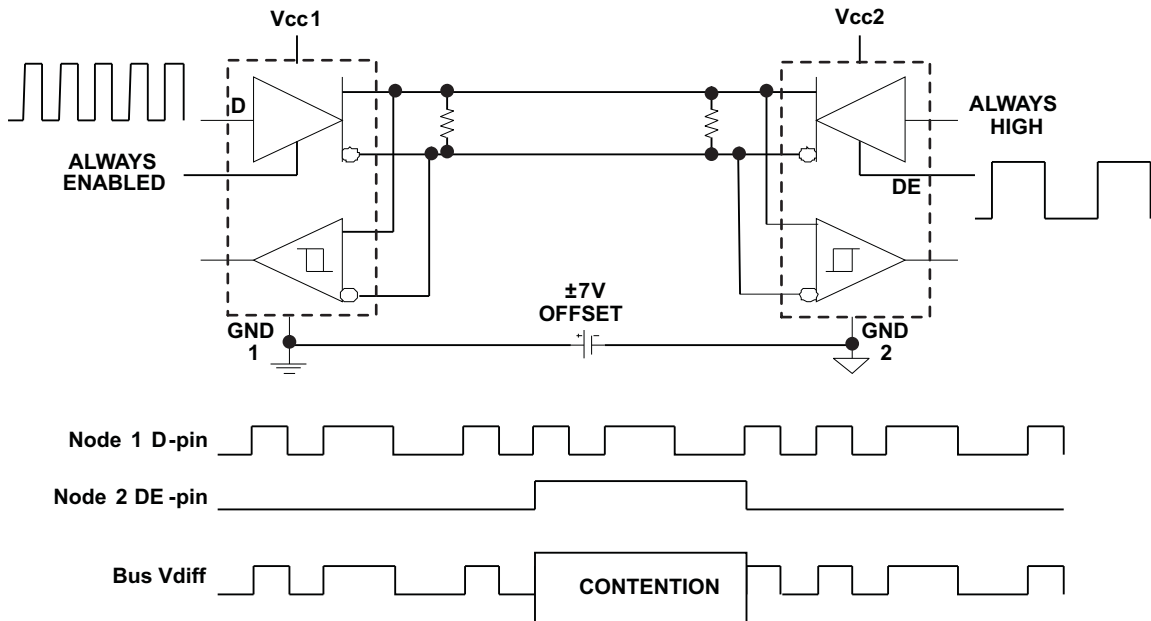 Vcc1
Vcc2
D
ALWAYS
HIGH
ALWAYS
ENABLED
DE
±7V
OFFSET
GND
1
GND
2
Node 1 D-pin
Node 2 DE-pin
Bus Vdiff
CONTENTION